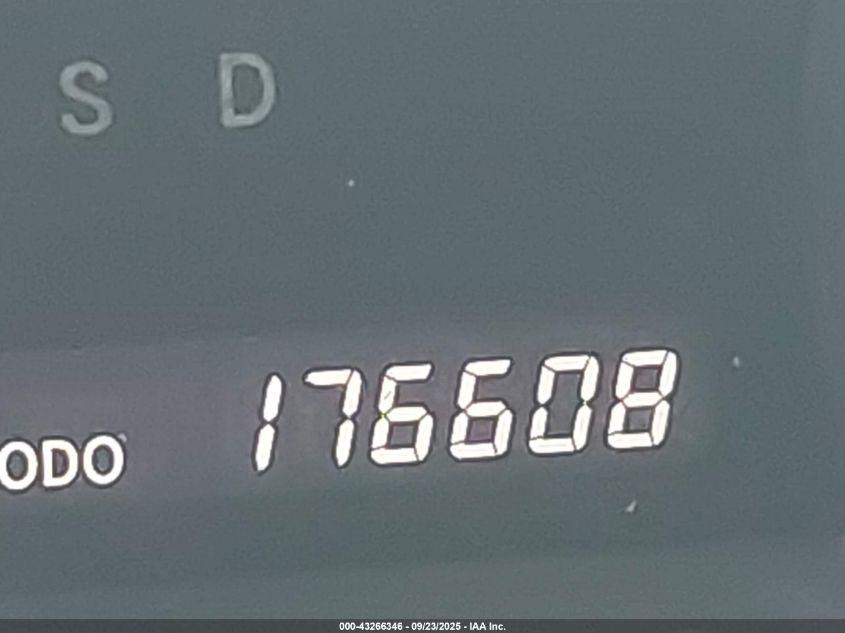 S D
ODO 176608
000-43266346 - 09/23/2025 - IAA Inc.